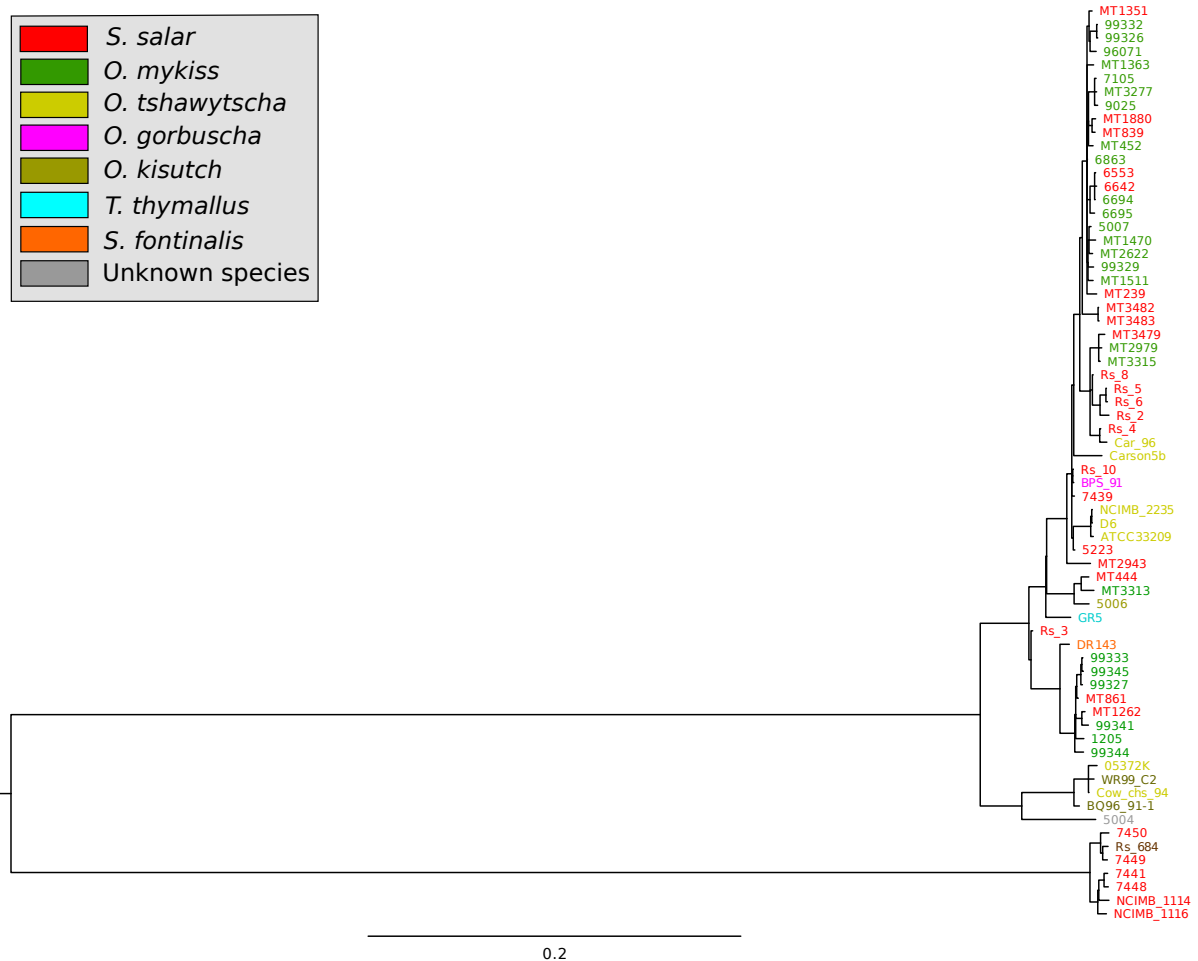 S. salar
O. mykiss
O. tshawytscha
O. gorbuscha
O. kisutch
T. thymallus
S. fontinalis
Unknown species
MT1351
99332
99326
96071
MT1363
7105
MT3277
9025
MT1880
MT839
MT452
6863
6553
6642
6694
6695
5007
MT1470
MT2622
99329
MT1511
MT239
MT3482
MT3483
MT3479
MT2979
MT3315
Rs_8
Rs_5
Rs_6
Rs_2
Rs_4
Car_96
Carson5b
Rs_10
BPS_91
7439
NCIMB_2235
D6
ATCC33209
5223
MT2943
MT444
MT3313
5006
GR5
Rs_3
DR143
99333
99345
99327
MT861
MT1262
99341
1205
99344
05372K
WR99_C2
Cow_chs_94
BQ96_91-1
5004
7450
Rs_684
7449
7441
7448
NCIMB_1114
NCIMB_1116
0.2